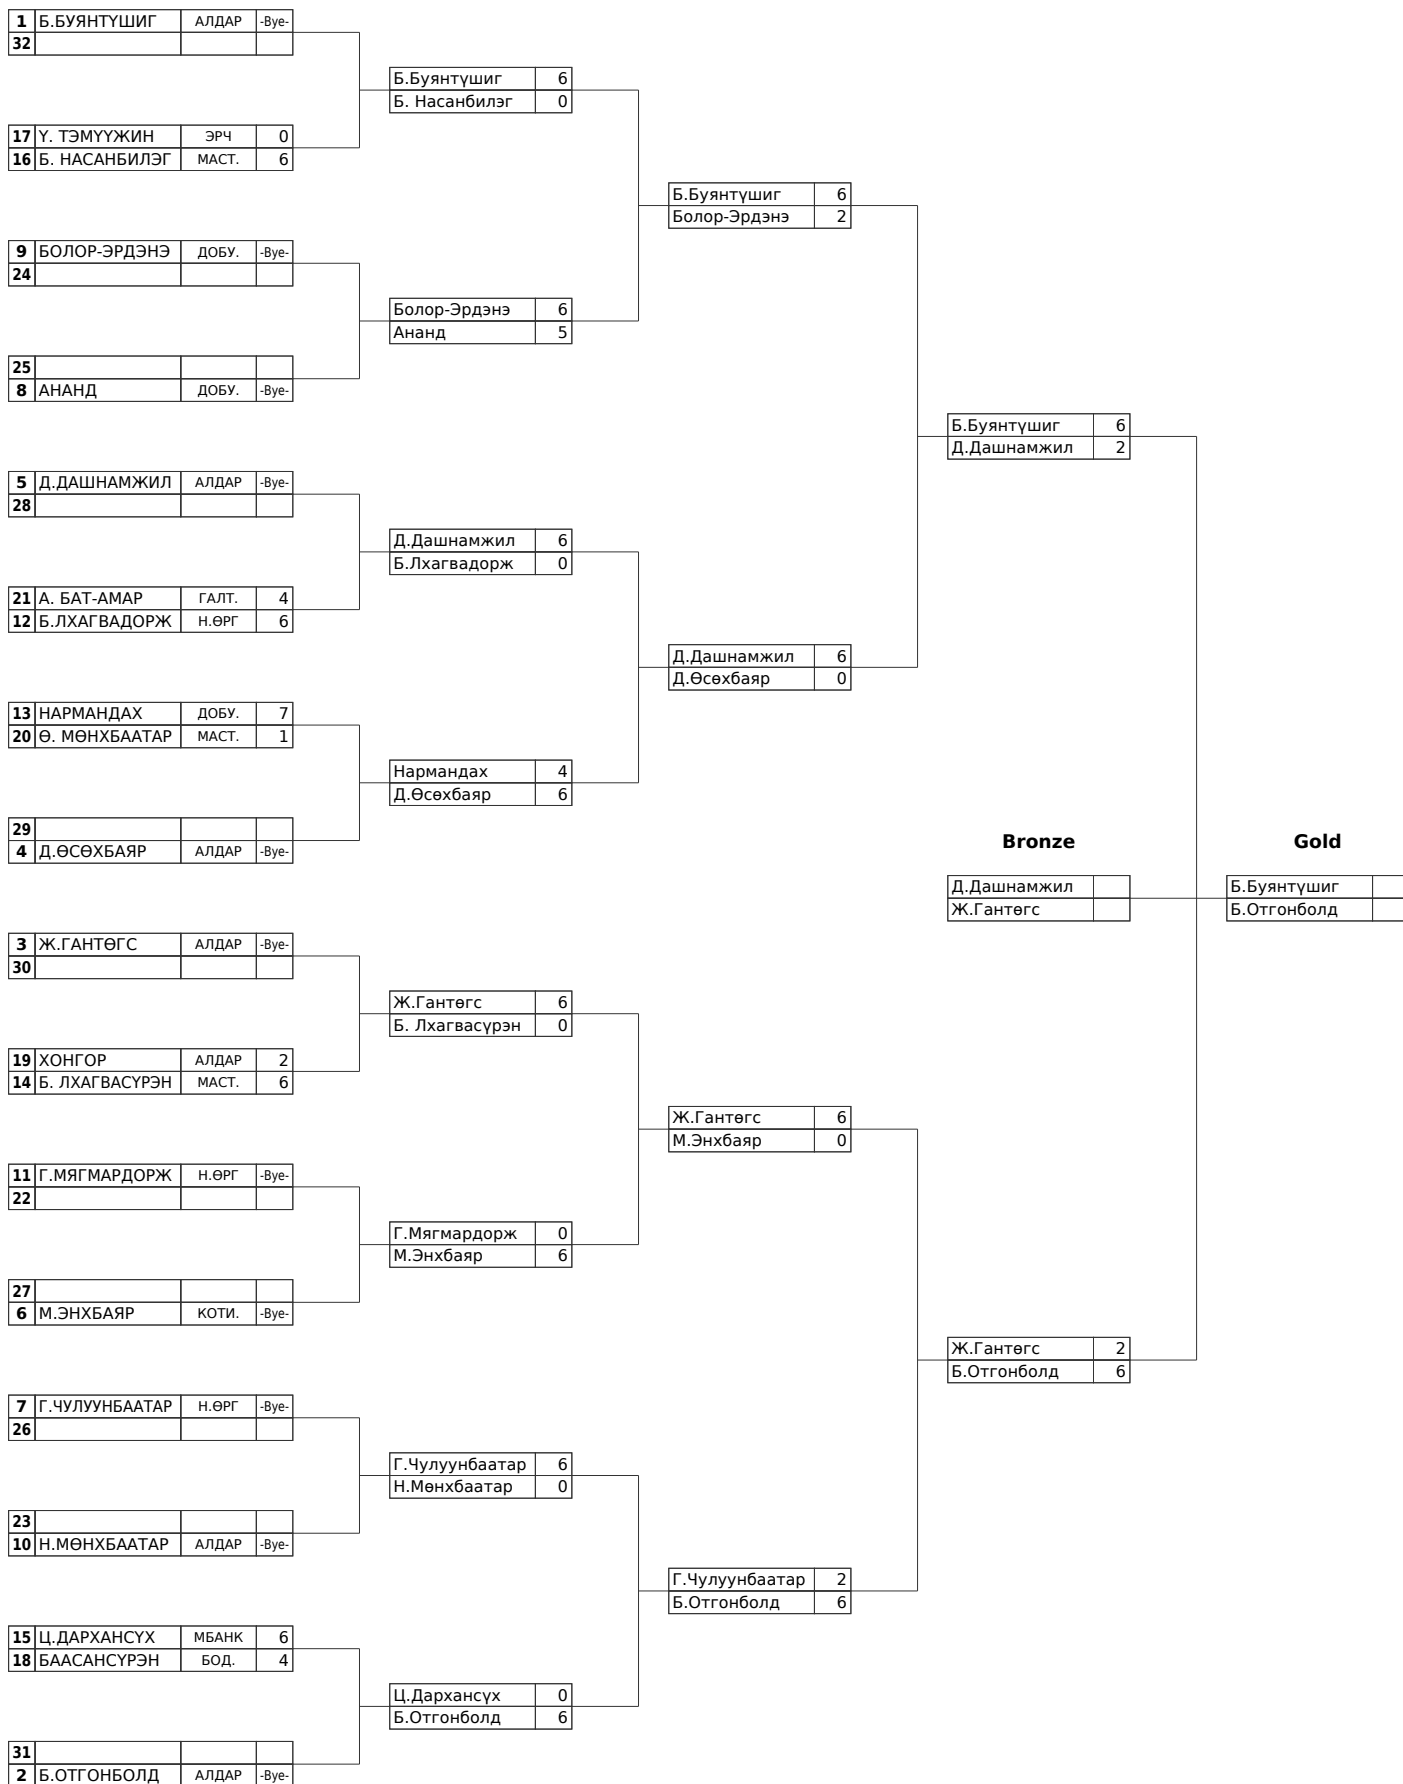 1 Б.БУЯНТҮШИГ АЛДАР -Bye-
32
Б.Буянтүшиг 6
Б. Насанбилэг 0
17 Ү. ТЭМҮҮЖИН ЭРЧ 0
16 Б. НАСАНБИЛЭГ МАСТ. 6
Б.Буянтүшиг 6
Болор-Эрдэнэ 2
9 БОЛОР-ЭРДЭНЭ ДОБУ. -Bye-
24
Болор-Эрдэнэ 6
Ананд 5
25
8 АНАНД ДОБУ. -Bye-
Б.Буянтүшиг 6
Д.Дашнамжил 2
5 Д.ДАШНАМЖИЛ АЛДАР -Bye-
28
Д.Дашнамжил 6
Б.Лхагвадорж 0
21 А. БАТ-АМАР ГАЛТ. 4
12 Б.ЛХАГВАДОРЖ Н.ӨРГ 6
Д.Дашнамжил 6
Д.Өсөхбаяр 0
13 НАРМАНДАХ ДОБУ. 7
20 Ө. МӨНХБААТАР МАСТ. 1
Нармандах 4
Д.Өсөхбаяр 6
29
4 Д.ӨСӨХБАЯР АЛДАР -Bye-
Bronze Gold
Д.Дашнамжил Б.Буянтүшиг
Ж.Гантөгс Б.Отгонболд
3 Ж.ГАНТӨГС АЛДАР -Bye-
30
Ж.Гантөгс 6
Б. Лхагвасүрэн 0
19 ХОНГОР АЛДАР 2
14 Б. ЛХАГВАСҮРЭН МАСТ. 6
Ж.Гантөгс 6
М.Энхбаяр 0
11 Г.МЯГМАРДОРЖ Н.ӨРГ -Bye-
22
Г.Мягмардорж 0
М.Энхбаяр 6
27
6 М.ЭНХБАЯР КОТИ. -Bye-
Ж.Гантөгс 2
Б.Отгонболд 6
7 Г.ЧУЛУУНБААТАР Н.ӨРГ -Bye-
26
Г.Чулуунбаатар 6
Н.Мөнхбаатар 0
23
10 Н.МӨНХБААТАР АЛДАР -Bye-
Г.Чулуунбаатар 2
Б.Отгонболд 6
15 Ц.ДАРХАНСҮХ МБАНК 6
18 БААСАНСҮРЭН БОД. 4
Ц.Дархансүх 0
Б.Отгонболд 6
31
2 Б.ОТГОНБОЛД АЛДАР -Bye-